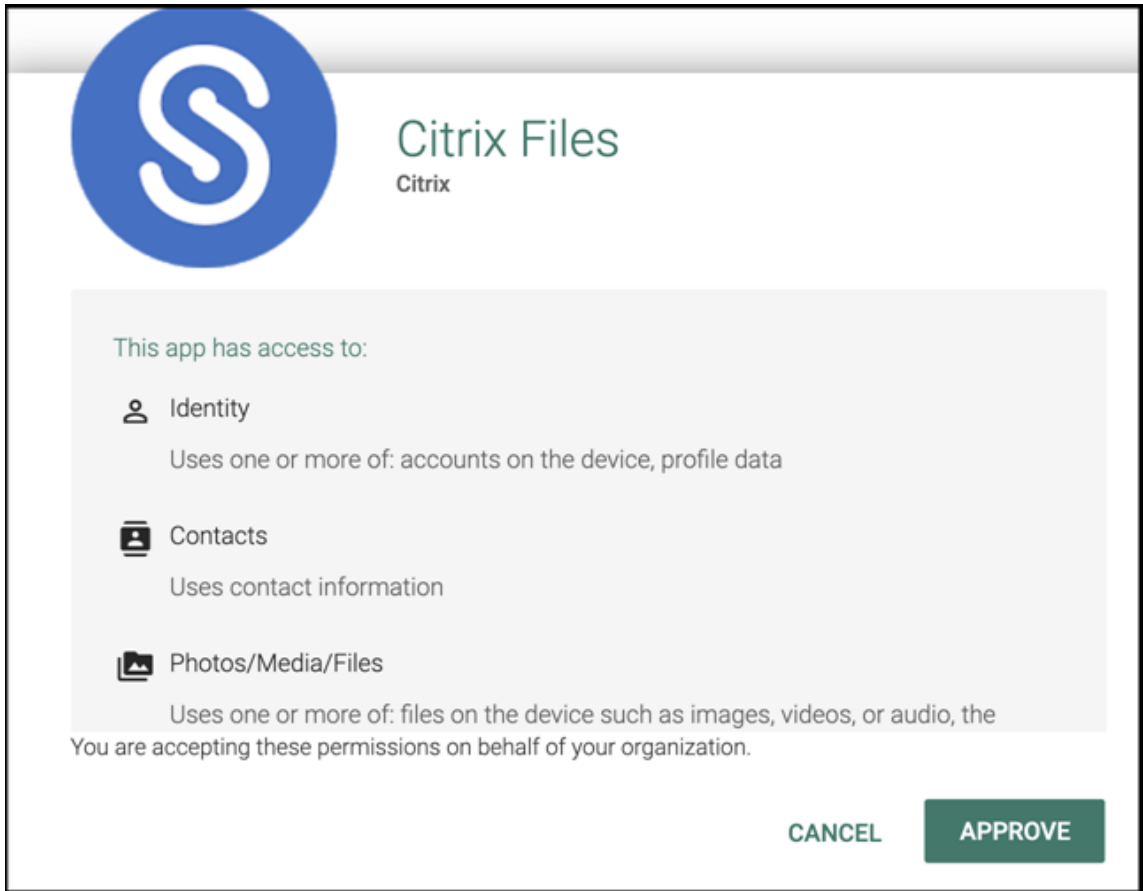 Citrix Files
Citrix
This app has access to:
Identity
Uses one or more of: accounts on the device, profile data
Contacts
Uses contact information
Photos/Media/Files
Uses one or more of: files on the device such as images, videos, or audio, the
You are accepting these permissions on behalf of your organization.
CANCEL APPROVE